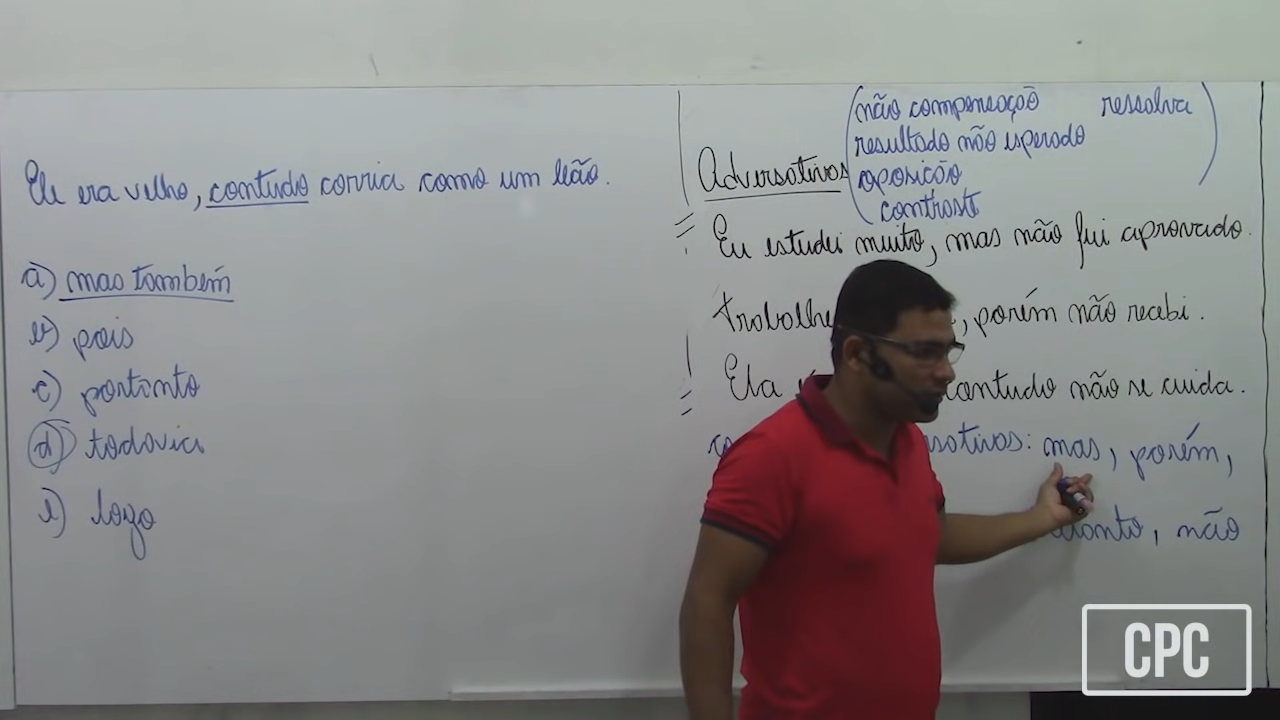 Ele era velho, contudo corria como um leão.
a) mas também
b) pois
c) portanto
d) todavia
e) logo
não compensação ressalva
resultado não esperado
Adversativos oposição
contraste
Eu estudei muito, mas não fui aprovado.
, porém não recebi.
Ela contudo não se cuida.
: mas, porém,
, não
CPC